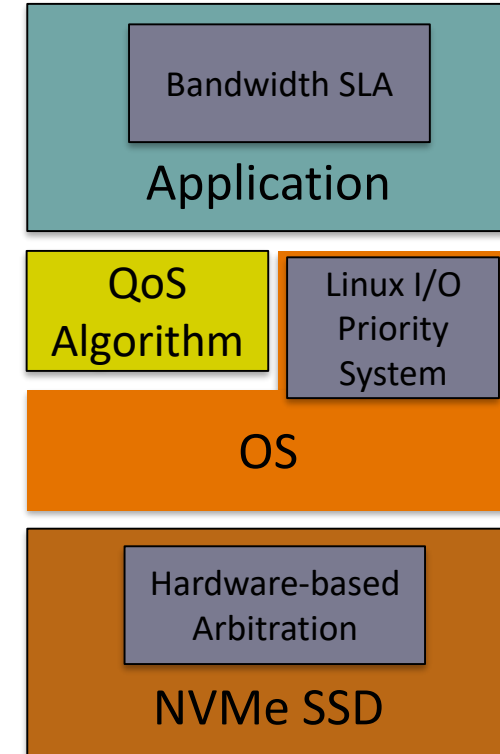 Bandwidth SLA
Application
QoS
Algorithm
Linux I/O
Priority
System
OS
Hardware-based
Arbitration
NVMe SSD